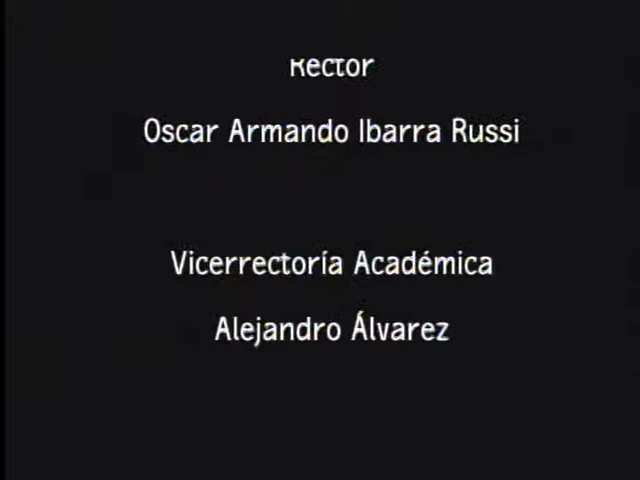 Rector
Oscar Armando Ibarra Russi
Vicerrectoría Académica
Alejandro Álvarez